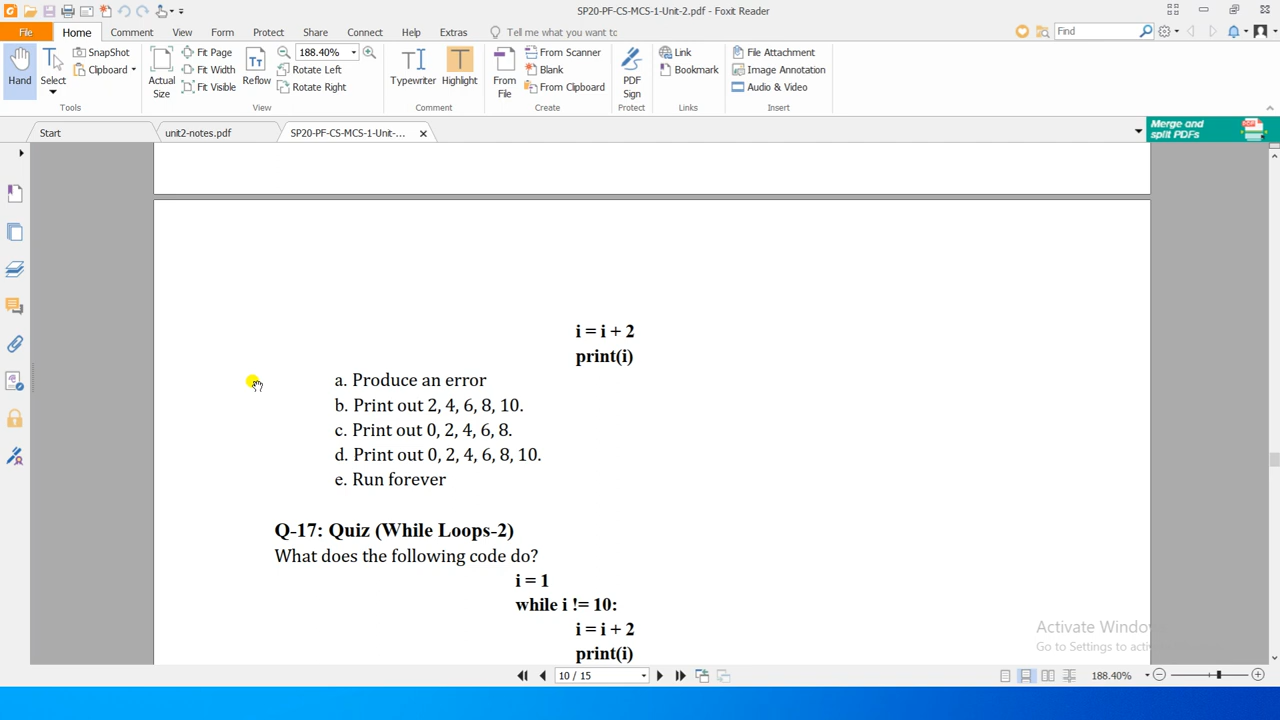 SP20-PF-CS-MCS-1-Unit-2.pdf - Foxit Reader
File Home Comment View Form Protect Share Connect Help Extras Tell me what you want tc Find
Hand Select SnapShot Clipboard Actual Size Fit Page Fit Width Fit Visible Reflow 188.40% Rotate Left Rotate Right Typewriter Highlight From File From Scanner Blank From Clipboard PDF Sign Link Bookmark File Attachment Image Annotation Audio & Video
Tools View Comment Create Protect Links Insert
Start unit2-notes.pdf SP20-PF-CS-MCS-1-Unit-... Merge and split PDFs
i = i + 2
print(i)
a. Produce an error
b. Print out 2, 4, 6, 8, 10.
c. Print out 0, 2, 4, 6, 8.
d. Print out 0, 2, 4, 6, 8, 10.
e. Run forever
Q-17: Quiz (While Loops-2)
What does the following code do?
i = 1
while i != 10:
i = i + 2
print(i)
Activate Windo
Go to Settings to acti
10 / 15 188.40%